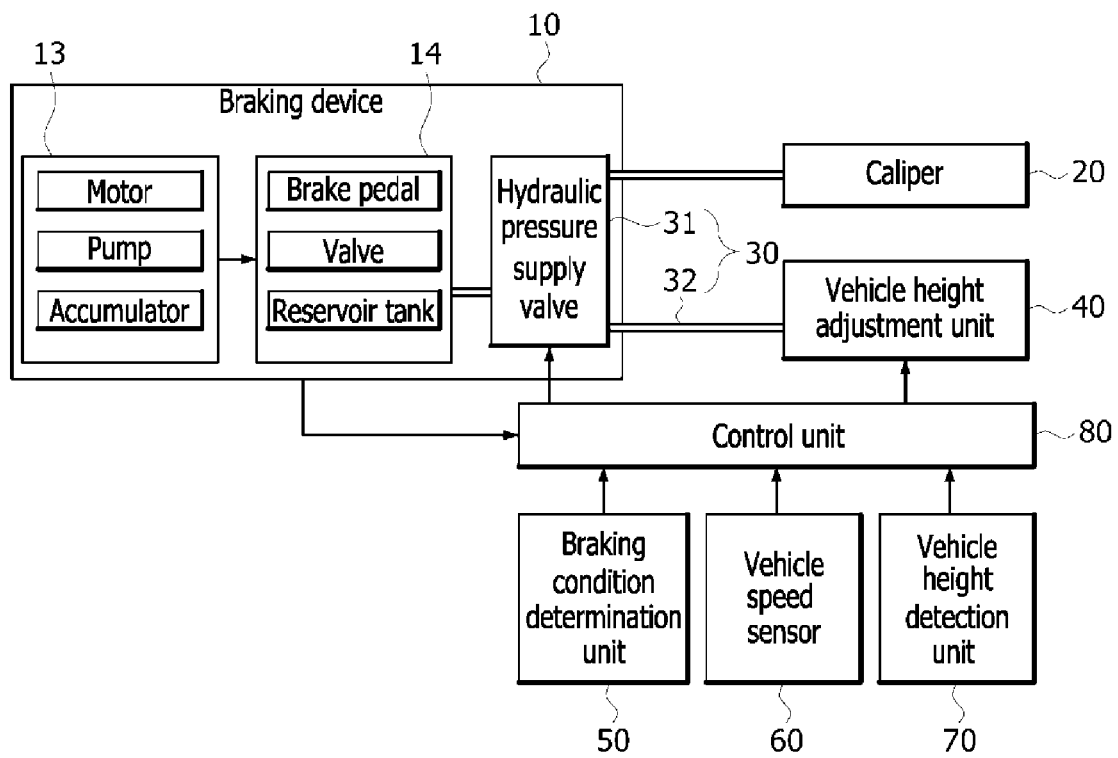 10
13
14
Braking device
Motor
Pump
Accumulator
Brake pedal
Valve
Reservoir tank
Hydraulic
pressure
supply
valve
Caliper
20
31
30
32
Vehicle height
adjustment unit
40
Control unit
80
Braking
condition
determination
unit
Vehicle
speed
sensor
Vehicle
height
detection
unit
50
60
70